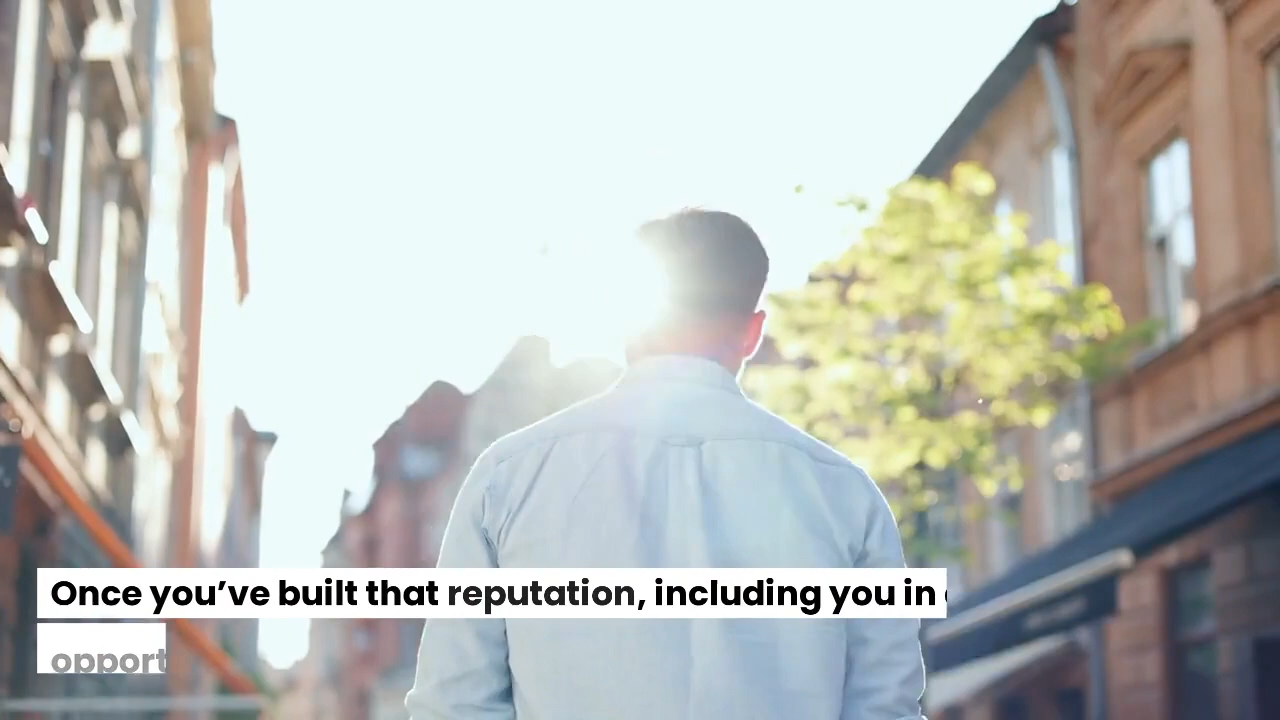 Once you’ve built that reputation, including you in
opport